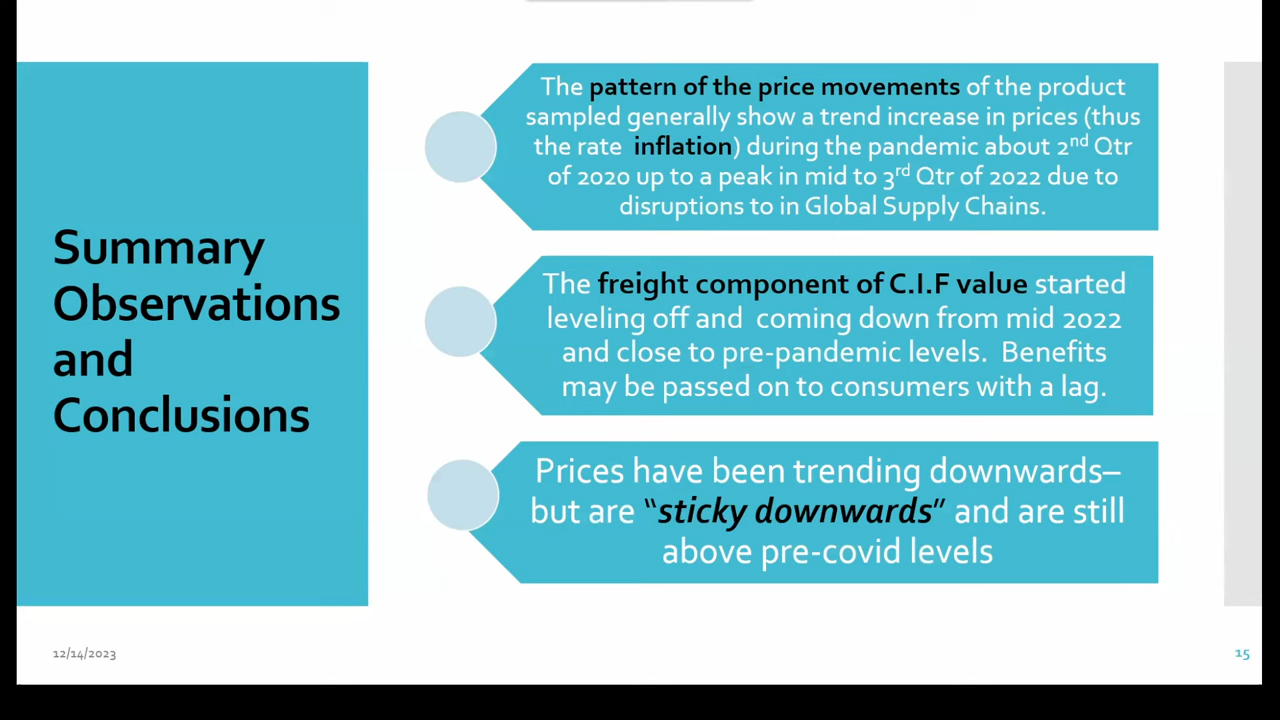 Summary
Observations
and
Conclusions
The pattern of the price movements of the product
sampled generally show a trend increase in prices (thus
the rate inflation) during the pandemic about 2nd Qtr
of 2020 up to a peak in mid to 3rd Qtr of 2022 due to
disruptions to in Global Supply Chains.
The freight component of C.I.F value started
leveling off and coming down from mid 2022
and close to pre-pandemic levels. Benefits
may be passed on to consumers with a lag.
Prices have been trending downwards–
but are “sticky downwards” and are still
above pre-covid levels
12/14/2023
15